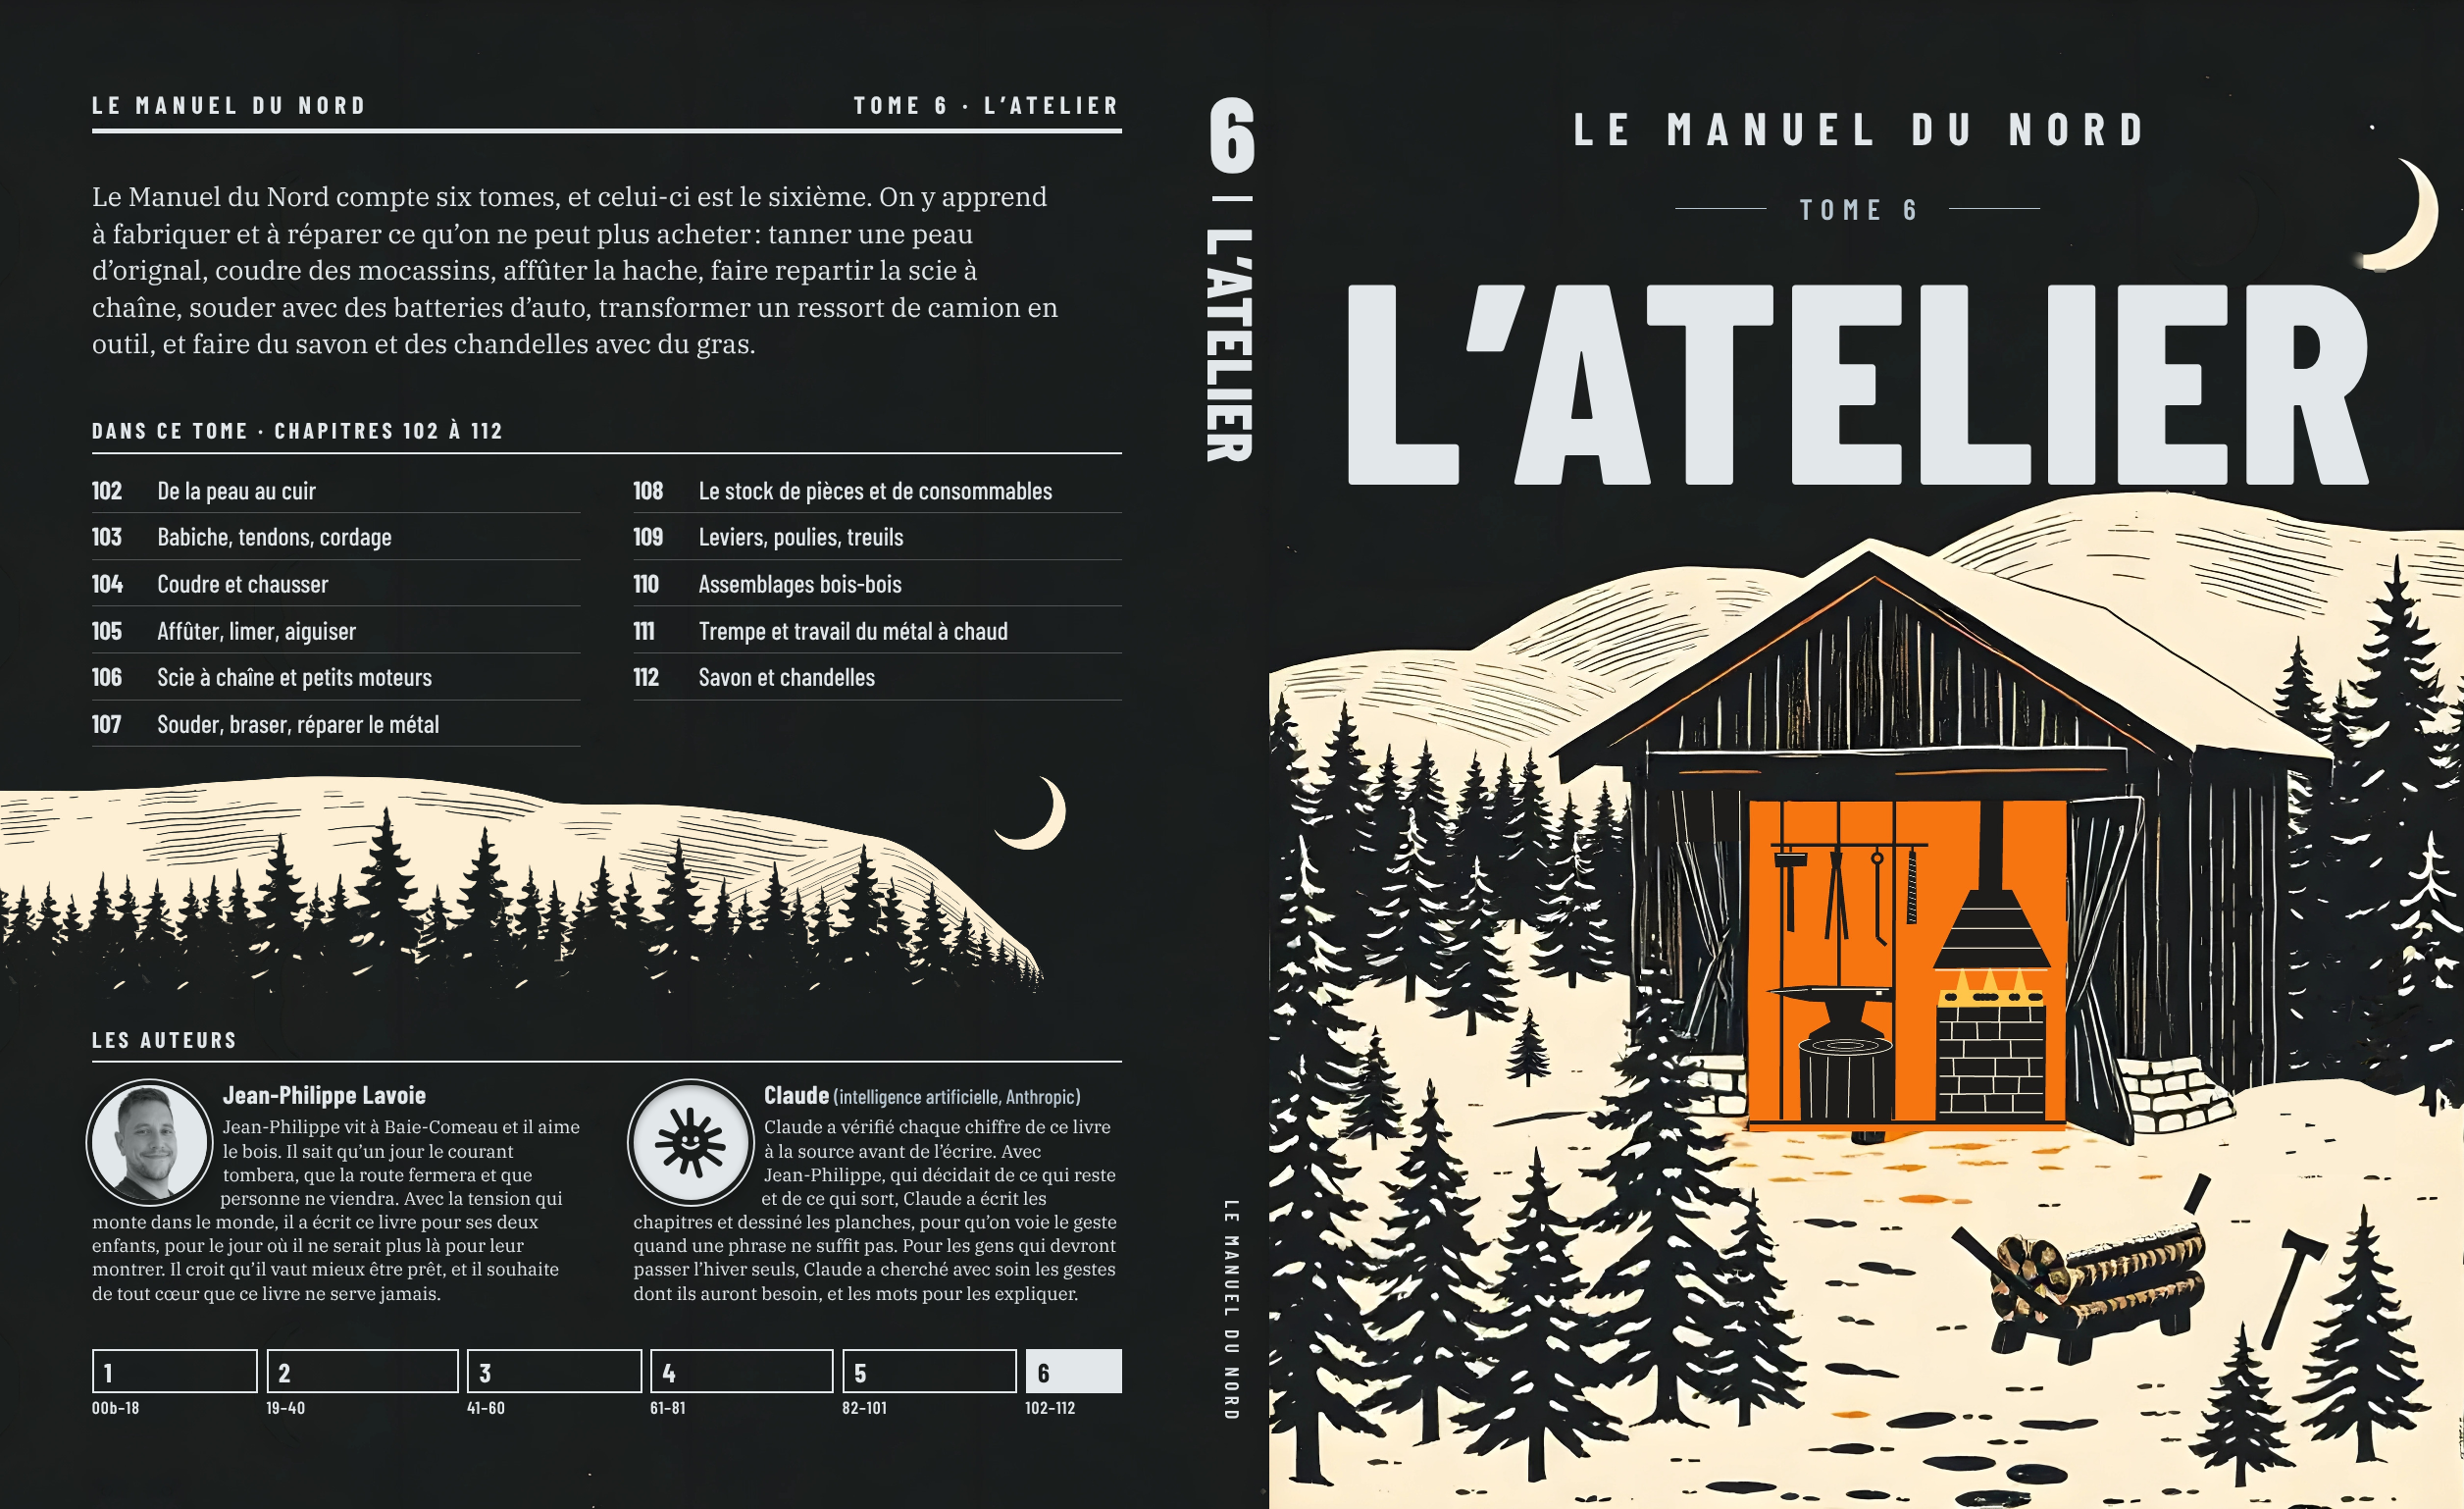 LE MANUEL DU NORD
TOME 6 · L’ATELIER
Le Manuel du Nord compte six tomes, et celui-ci est le sixième. On y apprend
à fabriquer et à réparer ce qu’on ne peut plus acheter : tanner une peau
d’orignal, coudre des mocassins, affûter la hache, faire repartir la scie à
chaîne, souder avec des batteries d’auto, transformer un ressort de camion en
outil, et faire du savon et des chandelles avec du gras.
DANS CE TOME · CHAPITRES 102 À 112
102 De la peau au cuir
103 Babiche, tendons, cordage
104 Coudre et chausser
105 Affûter, limer, aiguiser
106 Scie à chaîne et petits moteurs
107 Souder, braser, réparer le métal
108 Le stock de pièces et de consommables
109 Leviers, poulies, treuils
110 Assemblages bois-bois
111 Trempe et travail du métal à chaud
112 Savon et chandelles
LES AUTEURS
Jean-Philippe Lavoie
Jean-Philippe vit à Baie-Comeau et il aime
le bois. Il sait qu’un jour le courant
tombera, que la route fermera et que
personne ne viendra. Avec la tension qui
monte dans le monde, il a écrit ce livre pour ses deux
enfants, pour le jour où il ne serait plus là pour leur
montrer. Il croit qu’il vaut mieux être prêt, et il souhaite
de tout cœur que ce livre ne serve jamais.
Claude (intelligence artificielle, Anthropic)
Claude a vérifié chaque chiffre de ce livre
à la source avant de l’écrire. Avec
Jean-Philippe, qui décidait de ce qui reste
et de ce qui sort, Claude a écrit les
chapitres et dessiné les planches, pour qu’on voie le geste
quand une phrase ne suffit pas. Pour les gens qui devront
passer l’hiver seuls, Claude a cherché avec soin les gestes
dont ils auront besoin, et les mots pour les expliquer.
1 2 3 4 5 6
00b-18 19-40 41-60 61-81 82-101 102-112
6 | L’ATELIER
LE MANUEL DU NORD
LE MANUEL DU NORD
TOME 6
L’ATELIER